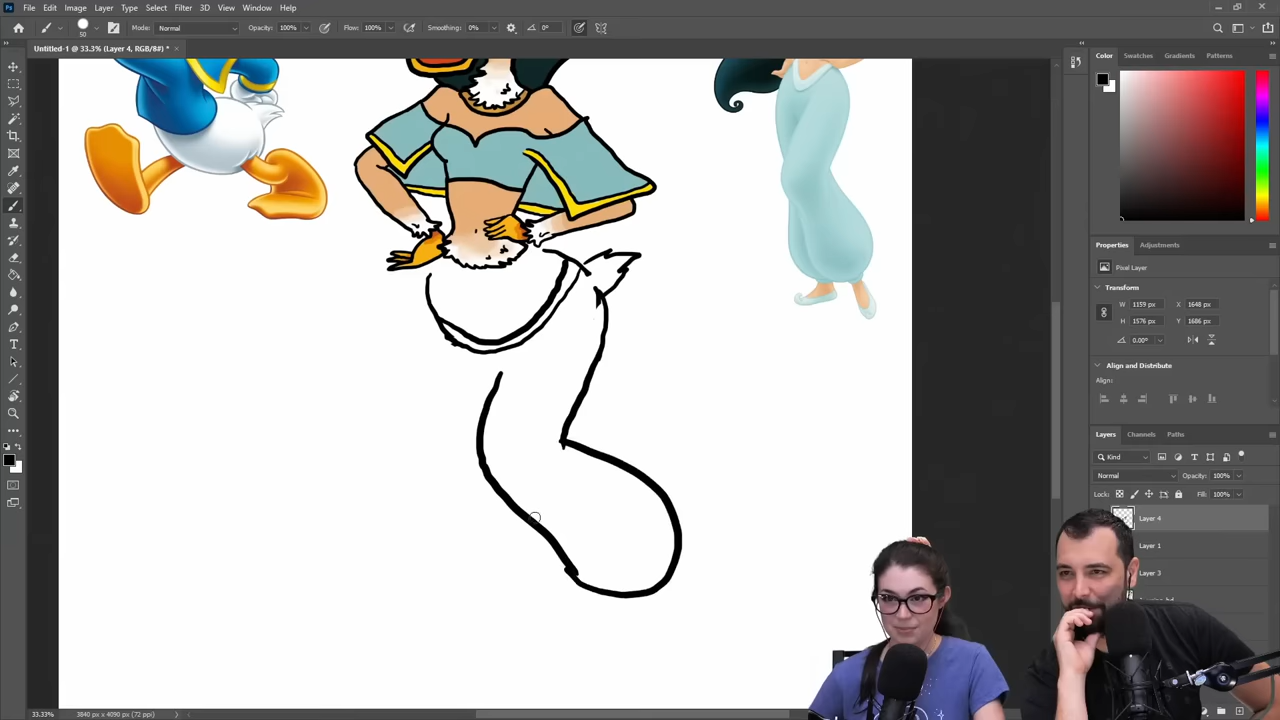 File Edit Image Layer Type Select Filter 3D View Window Help
50 Mode: Normal Opacity: 100% Flow: 100% Smoothing: 0% 0°
Untitled-1 @ 33.3% (Layer 4, RGB/8#) * ×
Color Swatches Gradients Patterns
Properties Adjustments
Pixel Layer
Transform
W 1159 px X 1648 px
H 1576 px Y 1686 px
0.00°
Align and Distribute
Align:
Layers Channels Paths
Kind
Normal Opacity: 100%
Lock: Fill: 100%
Layer 4
Layer 1
Layer 3
33.33% 3840 px x 4090 px (72 ppi)